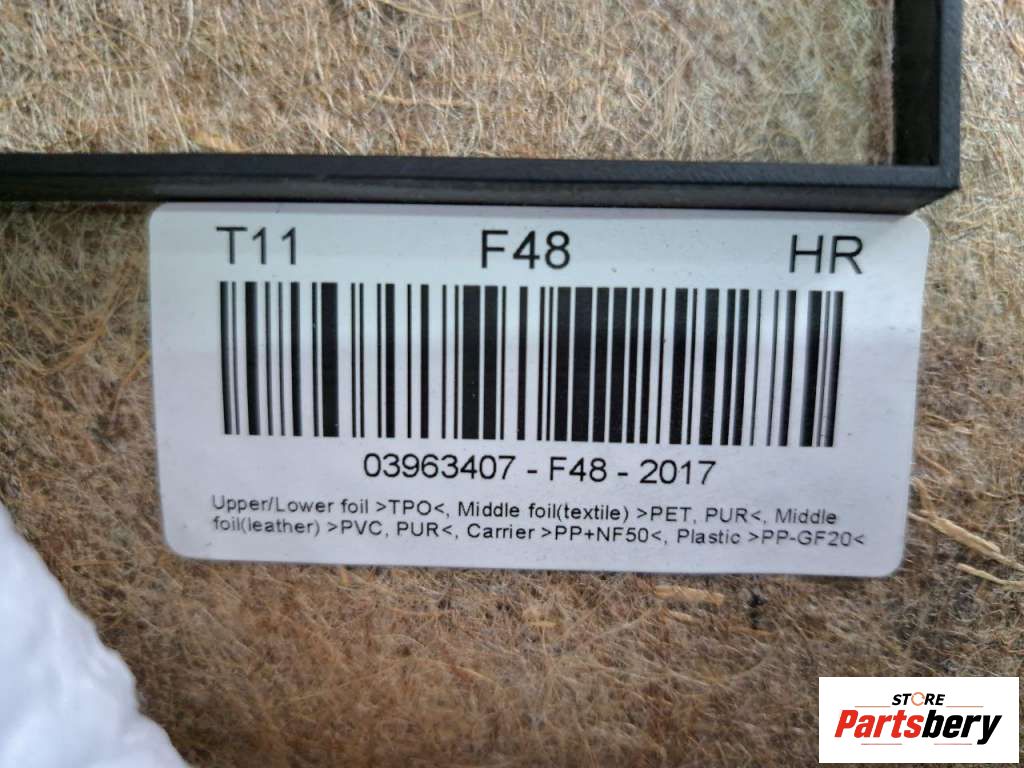 T11 F48 HR
03963407 - F48 - 2017
Upper/Lower foil >TPO<, Middle foil(textile) >PET, PUR<, Middle
foil(leather) >PVC, PUR<, Carrier >PP+NF50<, Plastic >PP-GF20<
STORE
Partsbery